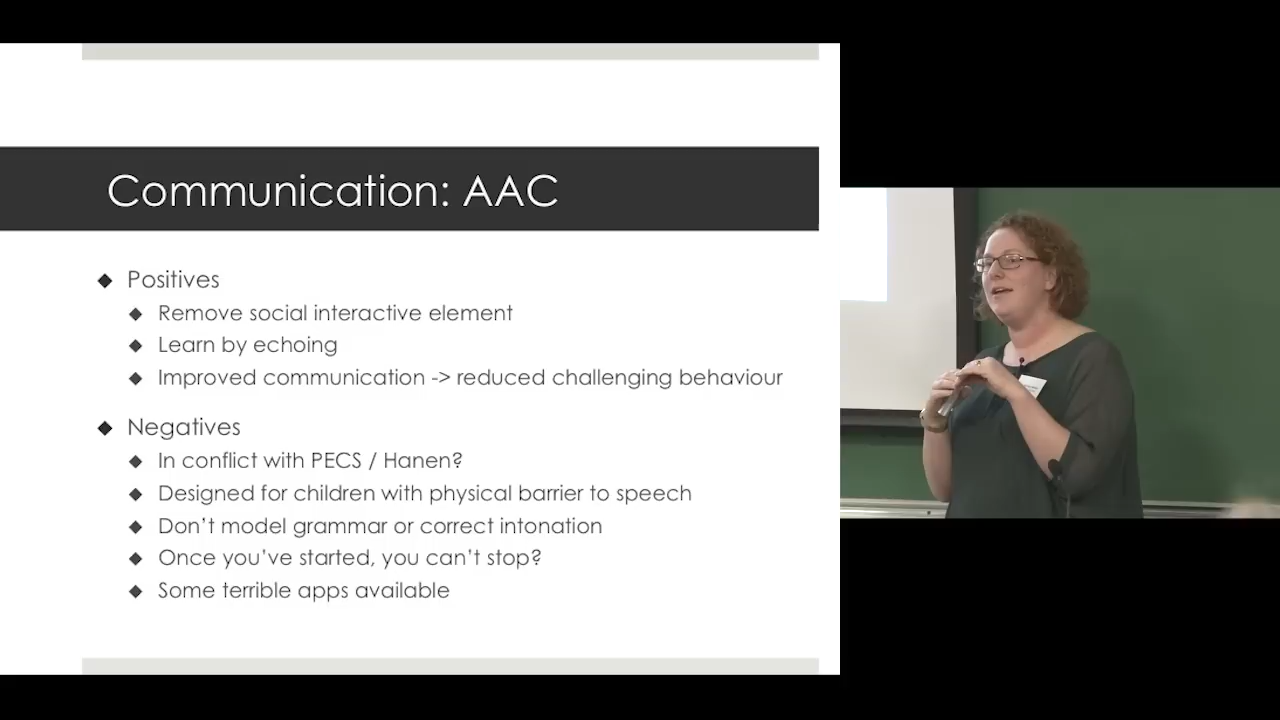 Communication: AAC
Positives
Remove social interactive element
Learn by echoing
Improved communication -> reduced challenging behaviour
Negatives
In conflict with PECS / Hanen?
Designed for children with physical barrier to speech
Don't model grammar or correct intonation
Once you've started, you can't stop?
Some terrible apps available